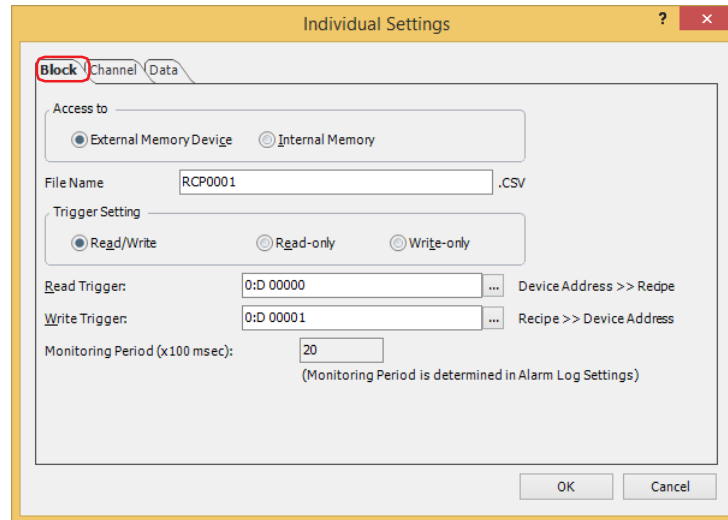 Individual Settings
Block Channel Data
Access to
External Memory Device Internal Memory
File Name RCP0001 .CSV
Trigger Setting
Read/Write Read-only Write-only
Read Trigger: 0:D 00000 ... Device Address >> Recipe
Write Trigger: 0:D 00001 ... Recipe >> Device Address
Monitoring Period (x100 msec): 20
(Monitoring Period is determined in Alarm Log Settings)
OK Cancel